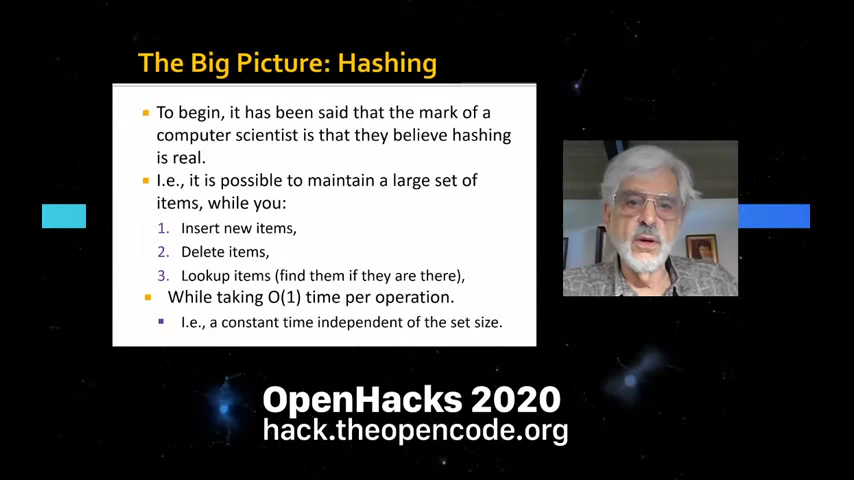 The Big Picture: Hashing
▪ To begin, it has been said that the mark of a
computer scientist is that they believe hashing
is real.
▪ I.e., it is possible to maintain a large set of
items, while you:
1. Insert new items,
2. Delete items,
3. Lookup items (find them if they are there),
▪ While taking O(1) time per operation.
▪ I.e., a constant time independent of the set size.
OpenHacks 2020
hack.theopencode.org